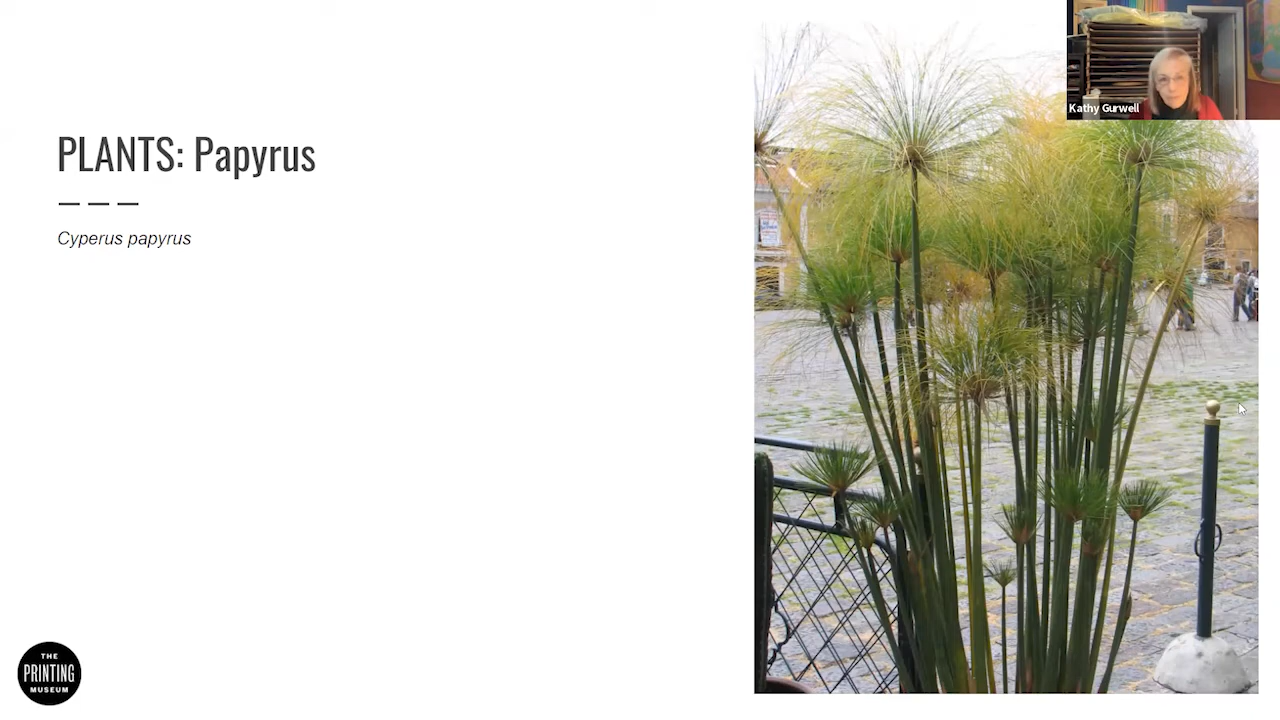 Kathy Gurwell
PLANTS: Papyrus
Cyperus papyrus
THE
PRINTING
MUSEUM